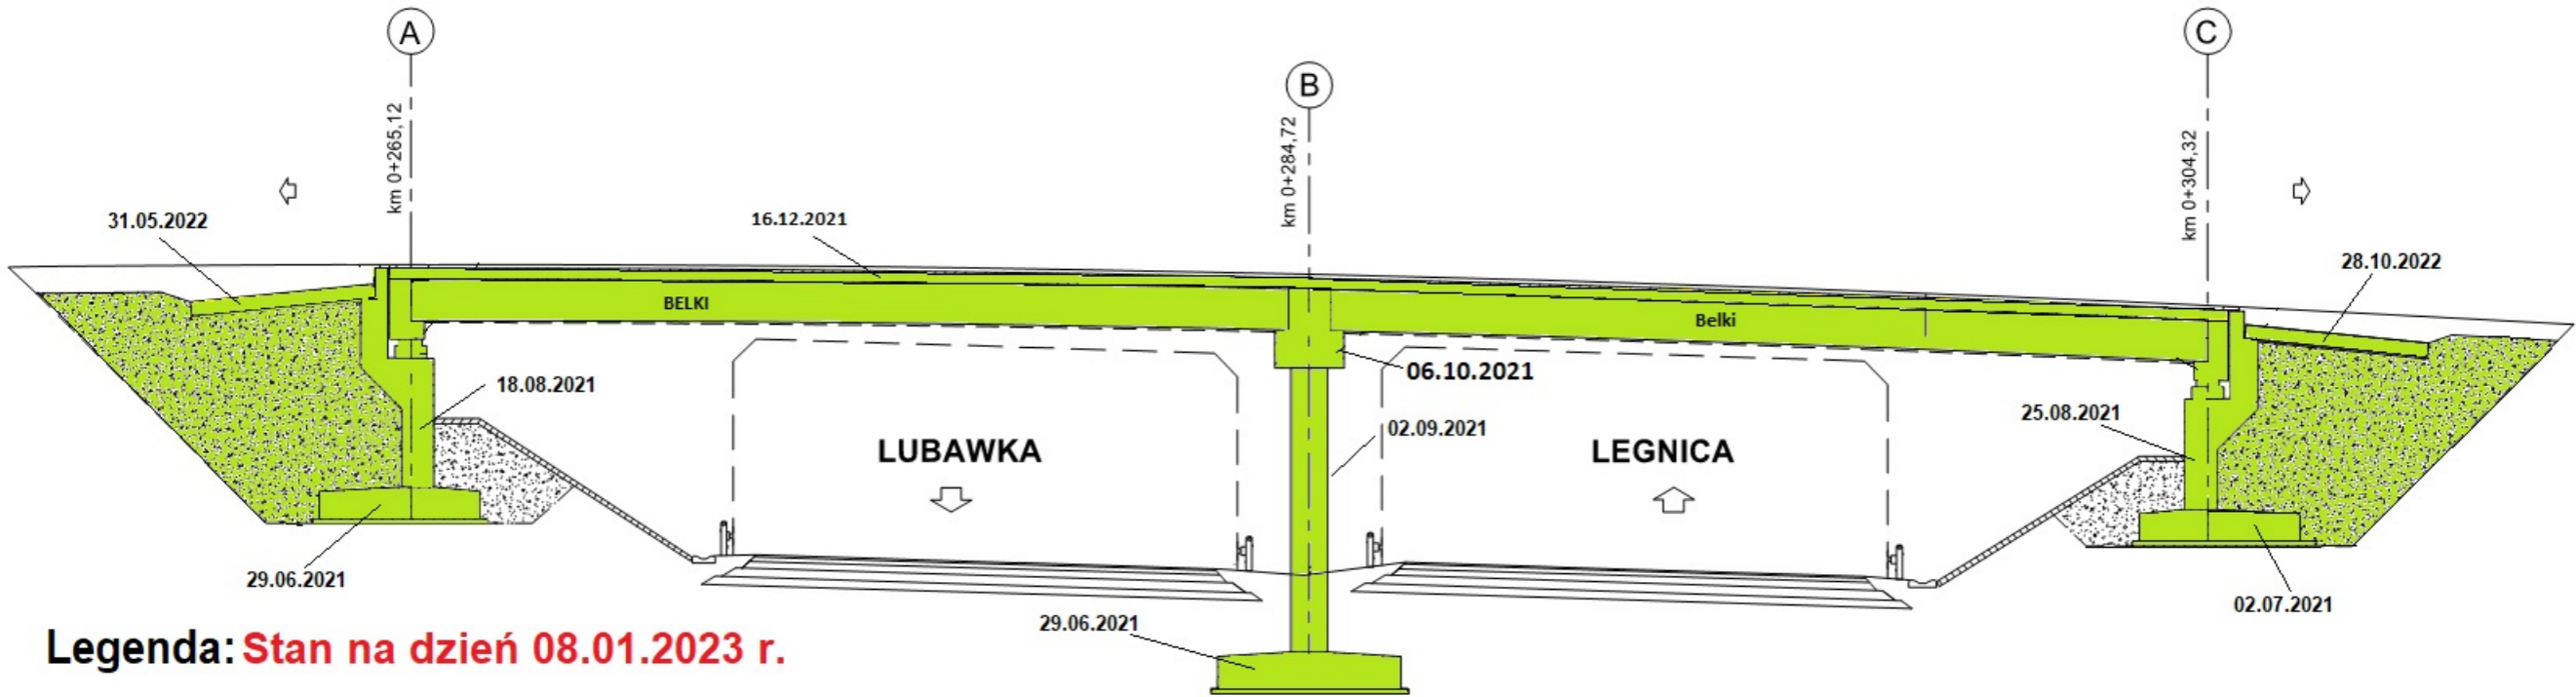 A
B
C
km 0+265,12
km 0+284,72
km 0+304,32
31.05.2022
16.12.2021
28.10.2022
BELKI
Belki
18.08.2021
06.10.2021
02.09.2021
25.08.2021
LUBAWKA
LEGNICA
29.06.2021
29.06.2021
02.07.2021
Legenda: Stan na dzień 08.01.2023 r.